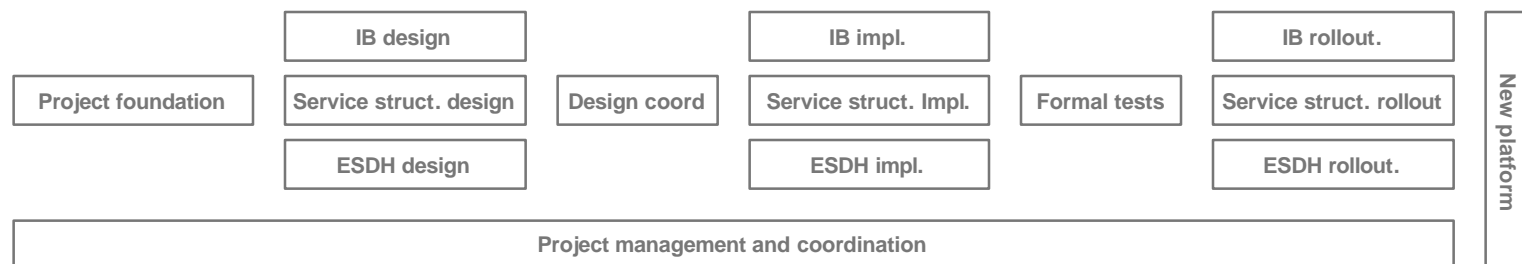 IB design
IB impl.
IB rollout.
Project foundation
Service struct. design
Design coord
Service struct. Impl.
Formal tests
Service struct. rollout
New platform
ESDH design
ESDH impl.
ESDH rollout.
Project management and coordination